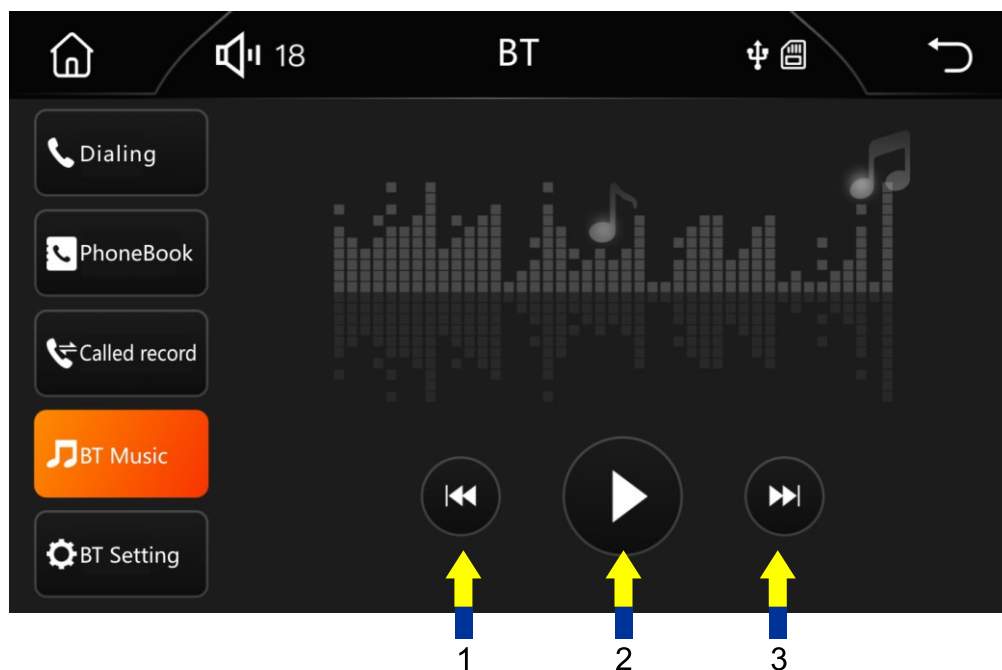 18
BT
Dialing
PhoneBook
Called record
BT Music
BT Setting
1
2
3